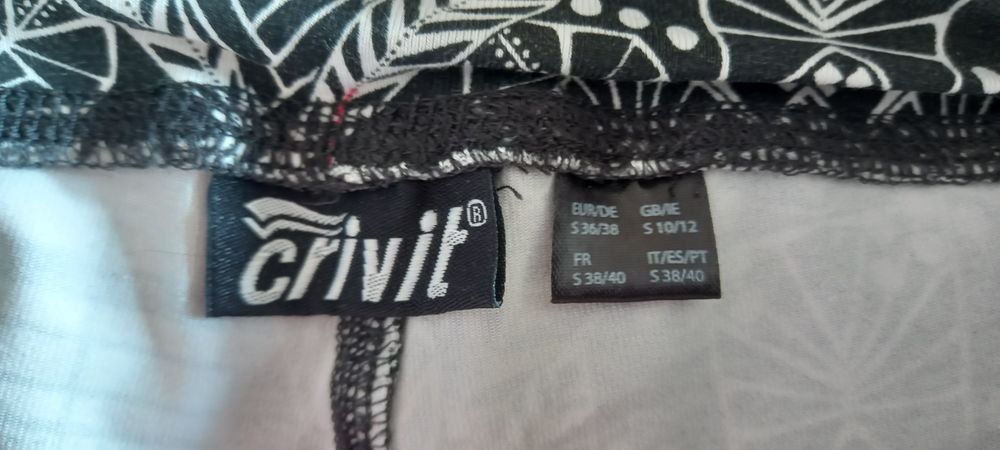 crivit®
EUR/DE GB/IE
S 36/38 S 10/12
FR IT/ES/PT
S 38/40 S 38/40